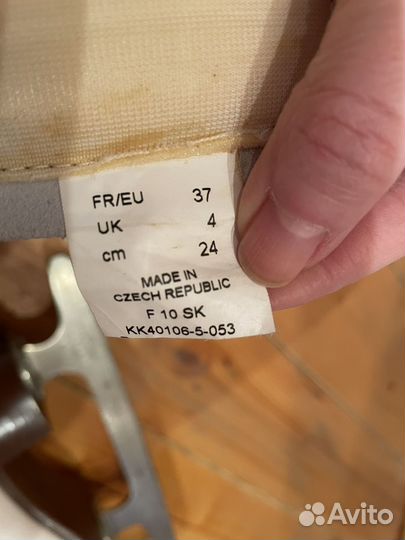 FR/EU 37
UK 4
cm 24
MADE IN
CZECH REPUBLIC
F 10 SK
KK40106-5-053
Avito